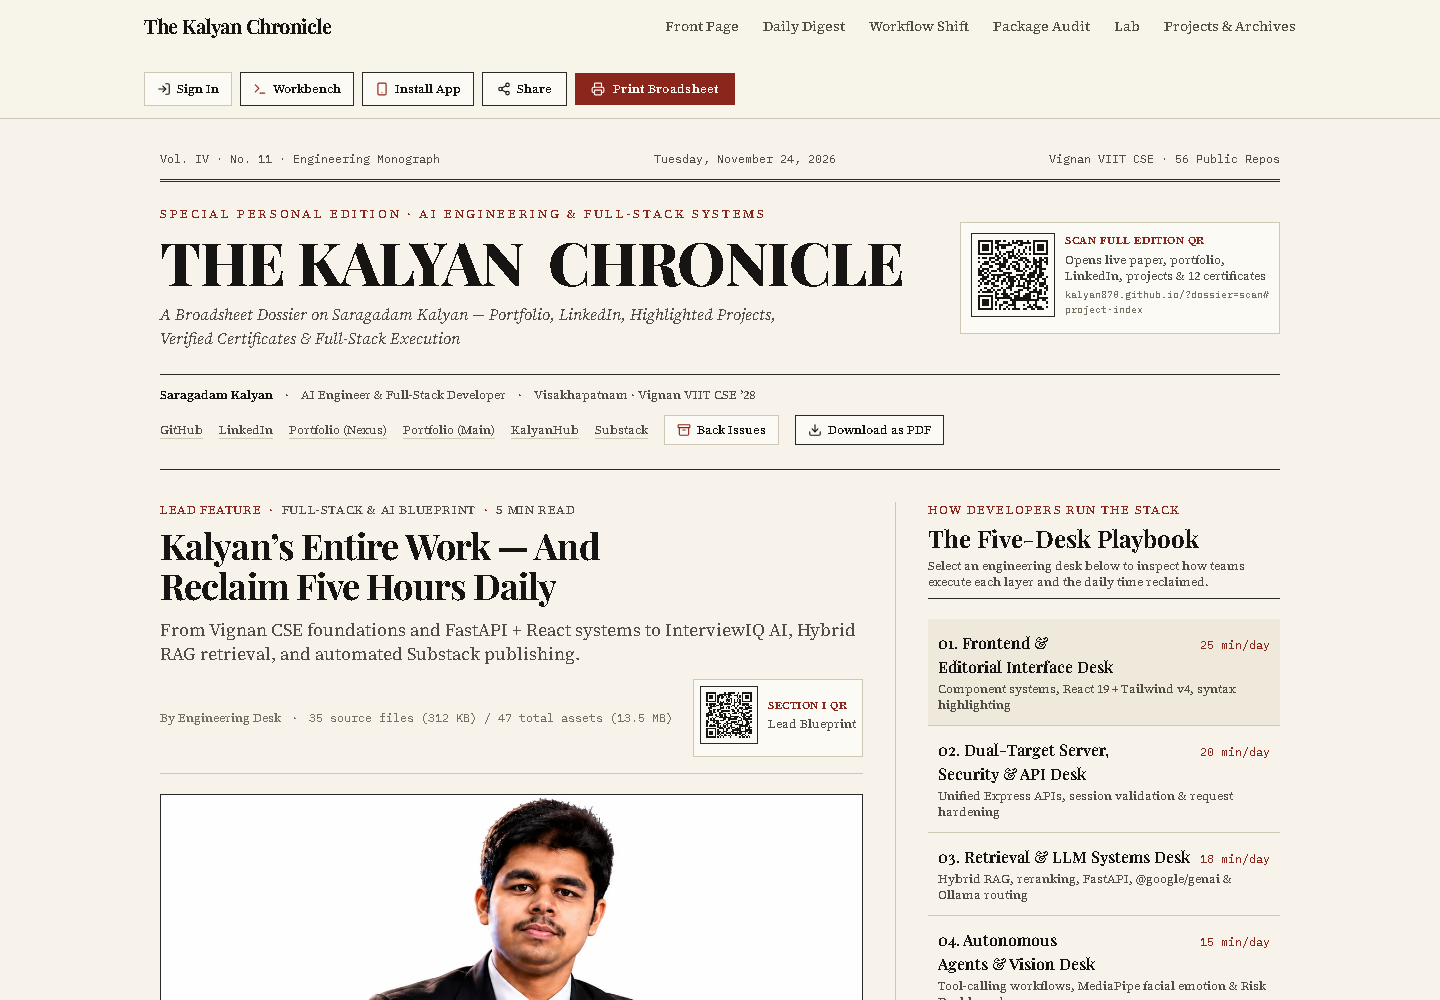 The Kalyan Chronicle
Front Page
Daily Digest
Workflow Shift
Package Audit
Lab
Projects & Archives
Sign In
Workbench
Install App
Share
Print Broadsheet
Vol. IV · No. 11 · Engineering Monograph
Tuesday, November 24, 2026
Vignan VIIT CSE · 56 Public Repos
SPECIAL PERSONAL EDITION · AI ENGINEERING & FULL-STACK SYSTEMS
THE KALYAN CHRONICLE
A Broadsheet Dossier on Saragadam Kalyan — Portfolio, LinkedIn, Highlighted Projects,
Verified Certificates & Full-Stack Execution
SCAN FULL EDITION QR
Opens live paper, portfolio,
LinkedIn, projects & 12 certificates
kalyan870.github.io/?dossier=scan#
project-index
Saragadam Kalyan · AI Engineer & Full-Stack Developer · Visakhapatnam · Vignan VIIT CSE ’28
GitHub
LinkedIn
Portfolio (Nexus)
Portfolio (Main)
KalyanHub
Substack
Back Issues
Download as PDF
LEAD FEATURE · FULL-STACK & AI BLUEPRINT · 5 MIN READ
Kalyan’s Entire Work — And
Reclaim Five Hours Daily
From Vignan CSE foundations and FastAPI + React systems to InterviewIQ AI, Hybrid
RAG retrieval, and automated Substack publishing.
By Engineering Desk · 35 source files (312 KB) / 47 total assets (13.5 MB)
SECTION I QR
Lead Blueprint
HOW DEVELOPERS RUN THE STACK
The Five-Desk Playbook
Select an engineering desk below to inspect how teams
execute each layer and the daily time reclaimed.
01. Frontend &
Editorial Interface Desk
25 min/day
Component systems, React 19 + Tailwind v4, syntax
highlighting
02. Dual-Target Server,
Security & API Desk
20 min/day
Unified Express APIs, session validation & request
hardening
03. Retrieval & LLM Systems Desk
18 min/day
Hybrid RAG, reranking, FastAPI, @google/genai &
Ollama routing
04. Autonomous
Agents & Vision Desk
15 min/day
Tool-calling workflows, MediaPipe facial emotion & Risk